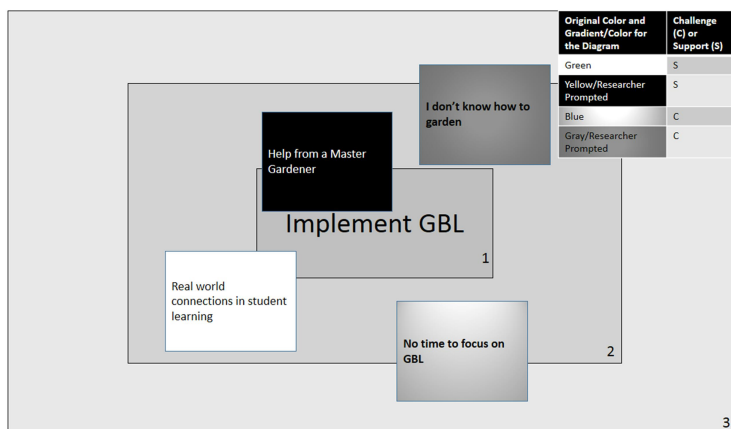 Original Color and
Gradient/Color for
the Diagram
Challenge
(C) or
Support (S)
Green
S
Yellow/Researcher
Prompted
S
Blue
C
Gray/Researcher
Prompted
C
I don't know how to
garden
Help from a Master
Gardener
Implement GBL
1
Real world
connections in student
learning
No time to focus on
GBL
2
3